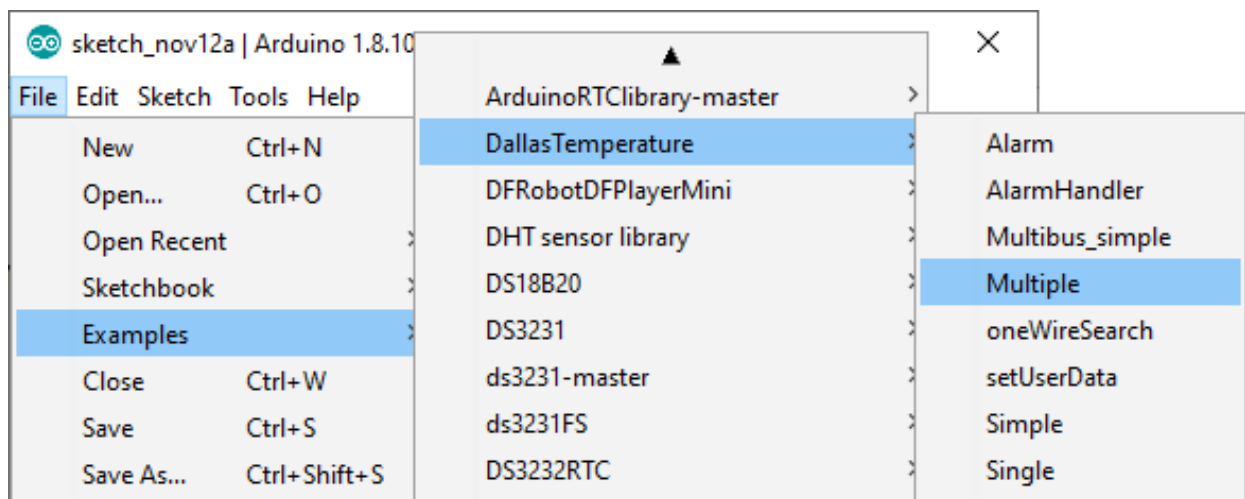 sketch_nov12a | Arduino 1.8.10
File Edit Sketch Tools Help
New Ctrl+N
Open... Ctrl+O
Open Recent
Sketchbook
Examples
Close Ctrl+W
Save Ctrl+S
Save As... Ctrl+Shift+S
ArduinoRTClibrary-master
DallasTemperature
DFRobotDFPlayerMini
DHT sensor library
DS18B20
DS3231
ds3231-master
ds3231FS
DS3232RTC
Alarm
AlarmHandler
Multibus_simple
Multiple
oneWireSearch
setUserData
Simple
Single